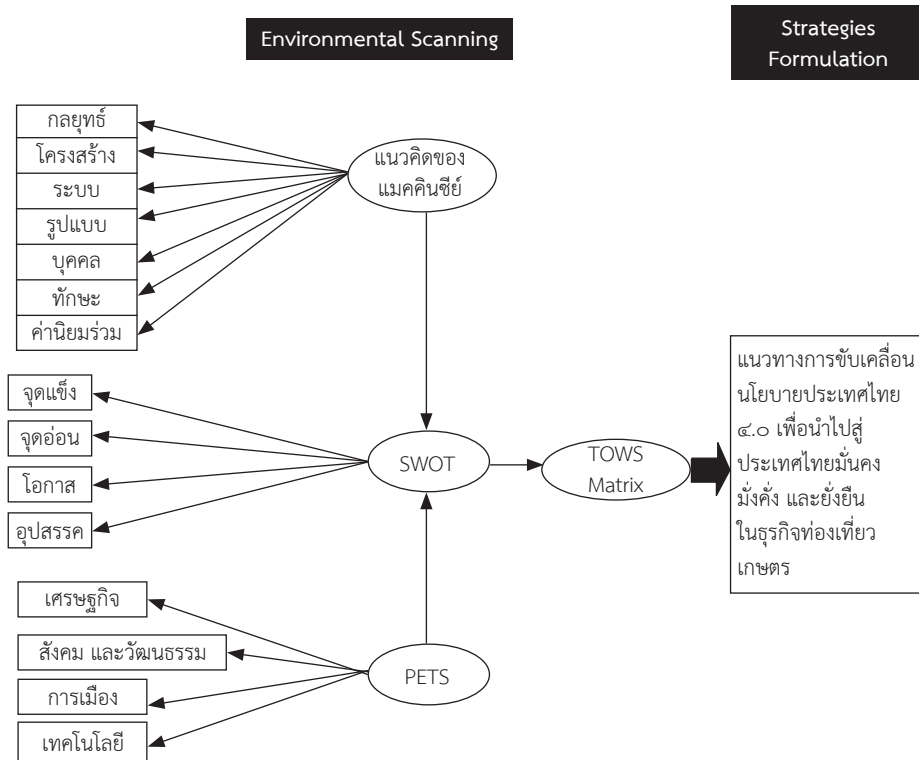 Environmental Scanning
Strategies
Formulation
กลยุทธ์
โครงสร้าง
ระบบ
รูปแบบ
บุคคล
ทักษะ
ค่านิยมร่วม
แนวคิดของ
แมคคินซีย์
จุดแข็ง
จุดอ่อน
โอกาส
อุปสรรค
SWOT
TOWS
Matrix
แนวทางการขับเคลื่อน
นโยบายประเทศไทย
๔.๐ เพื่อนำไปสู่
ประเทศไทยมั่นคง
มั่งคั่ง และยั่งยืน
ในธุรกิจท่องเที่ยว
เกษตร
เศรษฐกิจ
สังคม และวัฒนธรรม
การเมือง
เทคโนโลยี
PETS